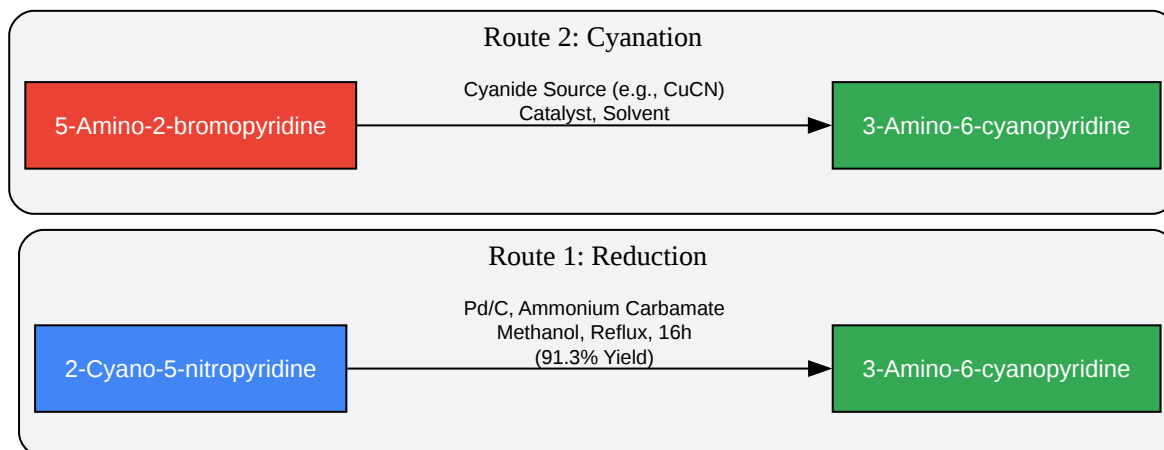 Route 2: Cyanation
5-Amino-2-bromopyridine
Cyanide Source (e.g., CuCN)
Catalyst, Solvent
3-Amino-6-cyanopyridine
Route 1: Reduction
2-Cyano-5-nitropyridine
Pd/C, Ammonium Carbamate
Methanol, Reflux, 16h
(91.3% Yield)
3-Amino-6-cyanopyridine